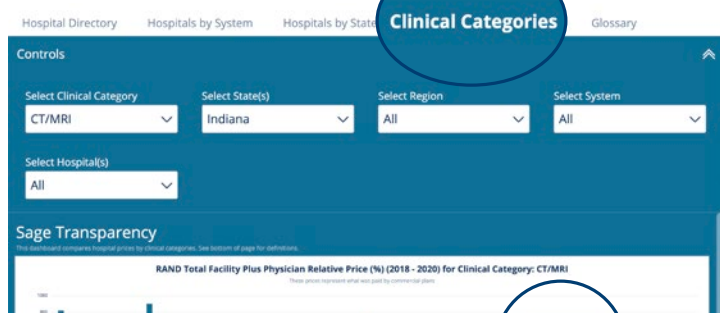 Hospital Directory Hospitals by System Hospitals by State Clinical Categories Glossary
Controls
Select Clinical Category Select State(s) Select Region Select System
CT/MRI Indiana All All
Select Hospital(s)
All
Sage Transparency
This dashboard compares hospital prices by clinical categories. See bottom of page for definitions.
RAND Total Facility Plus Physician Relative Price (%) (2018 - 2020) for Clinical Category: CT/MRI
These prices represent what was paid by commercial plans